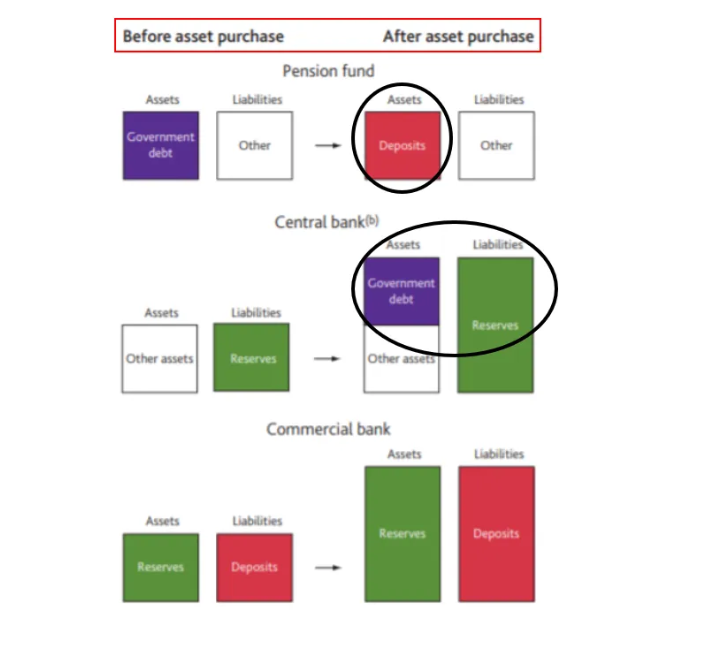 Before asset purchase After asset purchase
Pension fund
Assets Liabilities Assets Liabilities
Government
debt
Other
Deposits
Other
Central bank(b)
Assets Liabilities
Government
debt
Assets Liabilities
Reserves
Other assets Reserves Other assets
Commercial bank
Assets Liabilities
Assets Liabilities
Reserves Deposits
Reserves Deposits